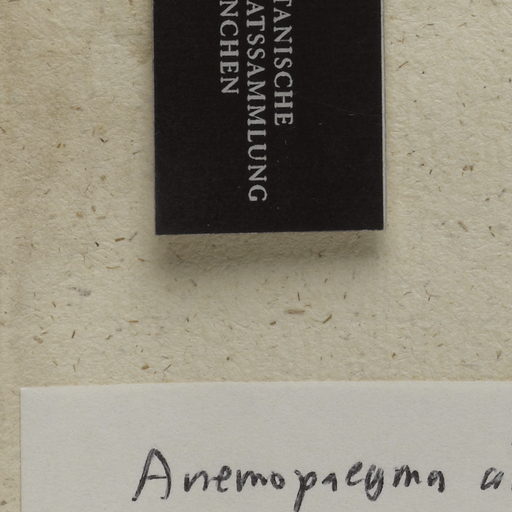 TANISCHE
ATSSAMMLUNG
NCHEN
Anemopaegma